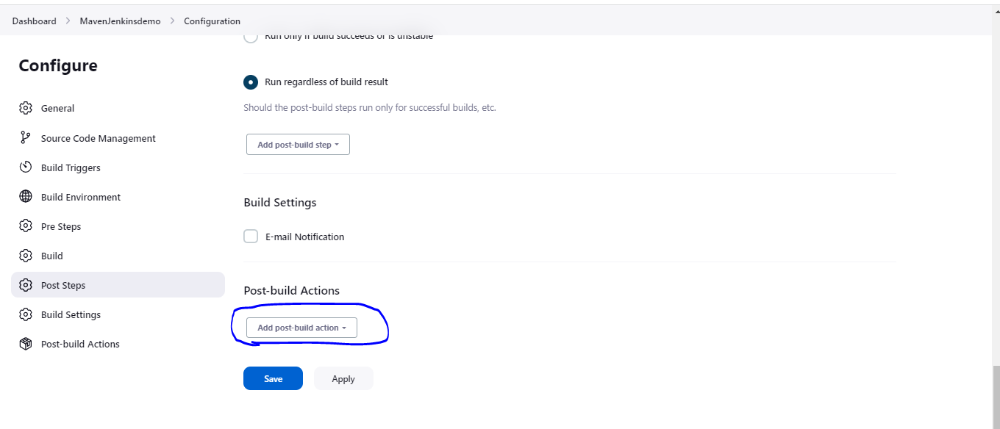 Dashboard > MavenJenkinsdemo > Configuration
Run only if build succeeds or is unstable
Configure
General
Source Code Management
Build Triggers
Build Environment
Pre Steps
Build
Post Steps
Build Settings
Post-build Actions
Run regardless of build result
Should the post-build steps run only for successful builds, etc.
Add post-build step
Build Settings
E-mail Notification
Post-build Actions
Add post-build action
Save
Apply